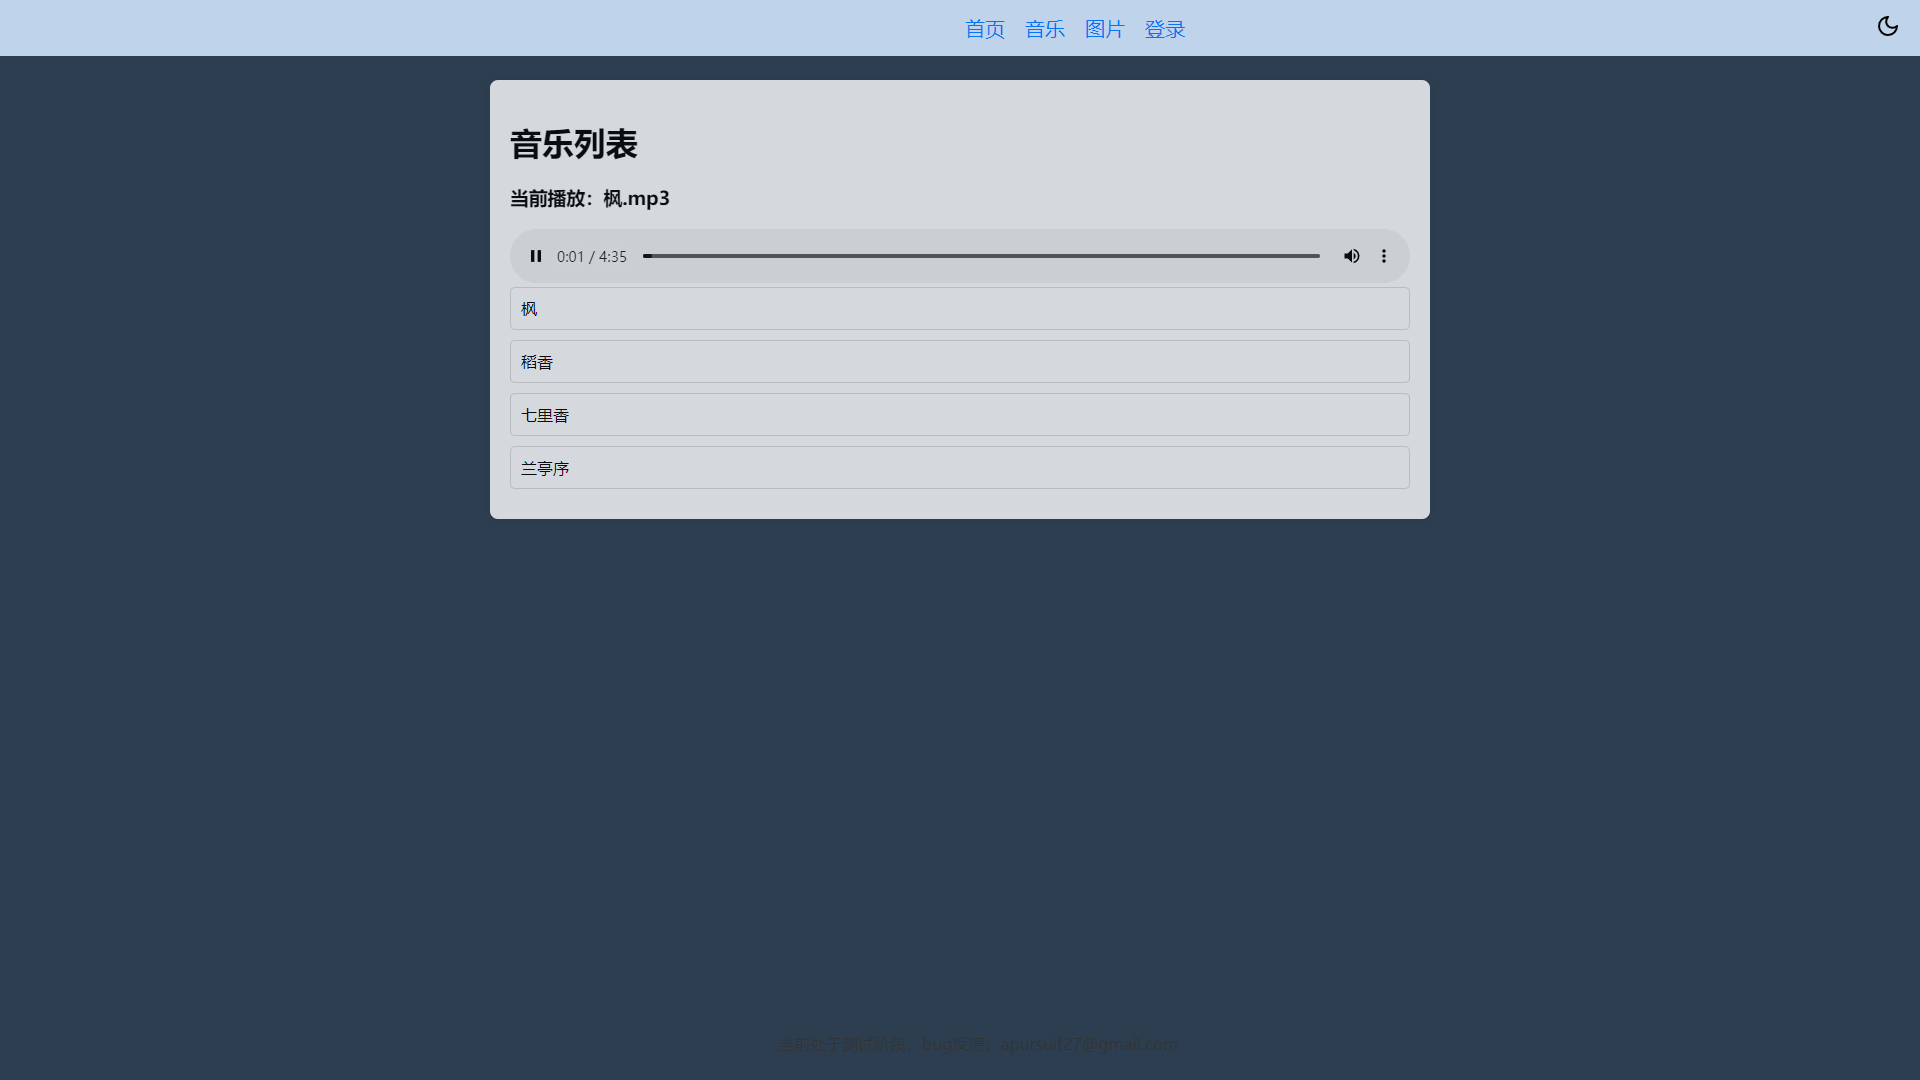 首页 音乐 图片 登录
音乐列表
当前播放：枫.mp3
0:01 / 4:35
枫
稻香
七里香
兰亭序
当前处于测试阶段，bug反馈：apursuit27@gmail.com